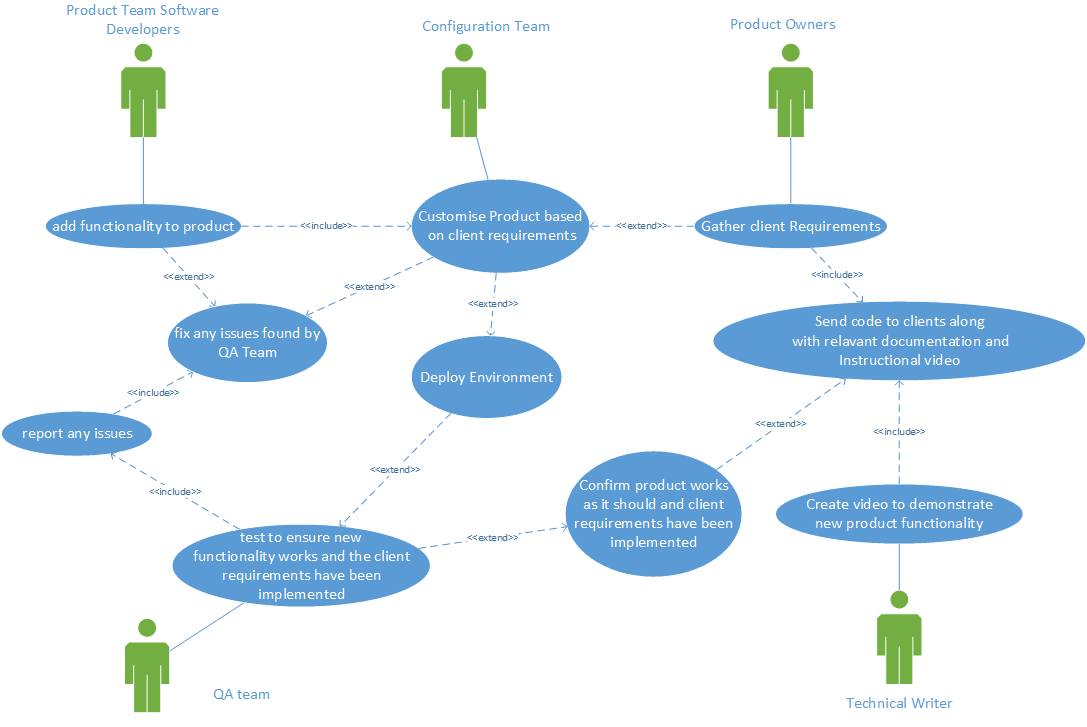 Product Team Software
Developers
Configuration Team
Product Owners
add functionality to product
<<include>>
Customise Product based
on client requirements
<<extend>>
Gather client Requirements
<<extend>>
<<extend>>
<<extend>>
<<include>>
fix any issues found by
QA Team
Send code to clients along
with relavant documentation and
Instructional video
Deploy Environment
<<include>>
report any issues
<<extend>>
<<include>>
<<extend>>
<<include>>
Confirm product works
as it should and client
requirements have been
implemented
Create video to demonstrate
new product functionality
test to ensure new
functionality works and the client
requirements have been
implemented
<<extend>>
QA team
Technical Writer